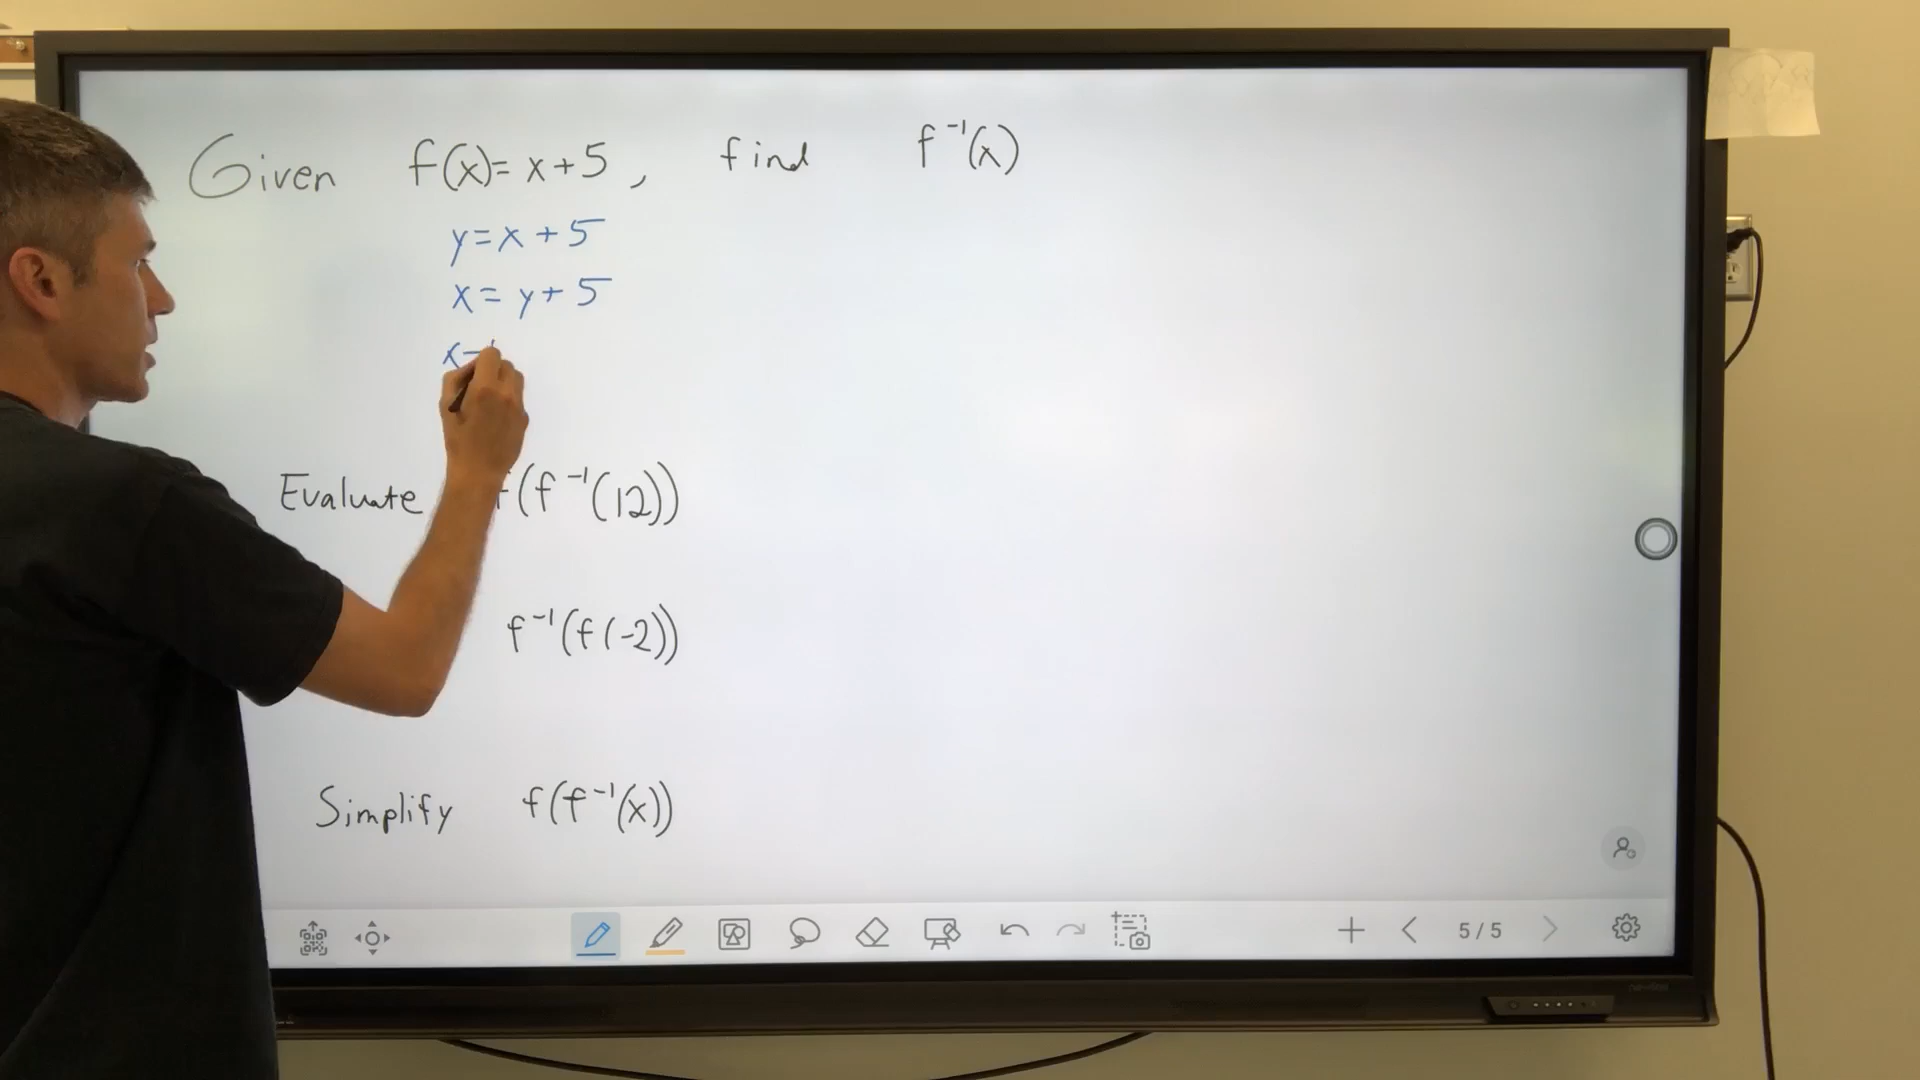 Given f(x)= x+5, find f⁻¹(x)
y=x+5
x=y+5
x-
Evaluate f(f⁻¹(12))
f⁻¹(f(-2))
Simplify f(f⁻¹(x))
5/5